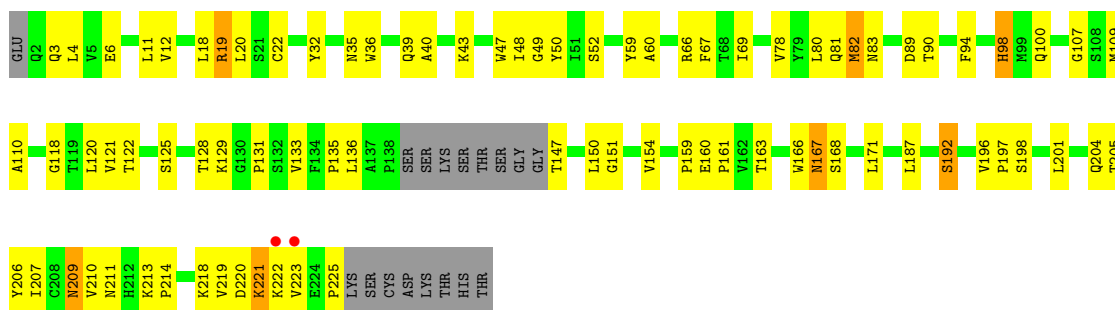 GLU Q2 Q3 L4 V5 E6 L11 V12 L18 R19 L20 S21 C22 Y32 N35 W36 Q39 A40 K43 W47 I48 G49 Y50 I51 S52 Y59 A60 R66 F67 T68 I69 V78 Y79 L80 Q81 M82 N83 D89 T90 F94 H98 M99 Q100 G107 S108 M109
A110 G118 T119 L120 V121 T122 S125 T128 K129 G130 P131 S132 V133 F134 P135 L136 A137 P138 SER SER LYS SER THR SER GLY GLY T147 L150 G151 V154 P159 E160 P161 V162 T163 W166 N167 S168 L171 L187 S192 V196 P197 S198 L201 Q204 T205
Y206 I207 C208 N209 V210 N211 H212 K213 P214 K218 V219 D220 K221 K222 V223 E224 P225 LYS SER CYS ASP LYS THR HIS THR